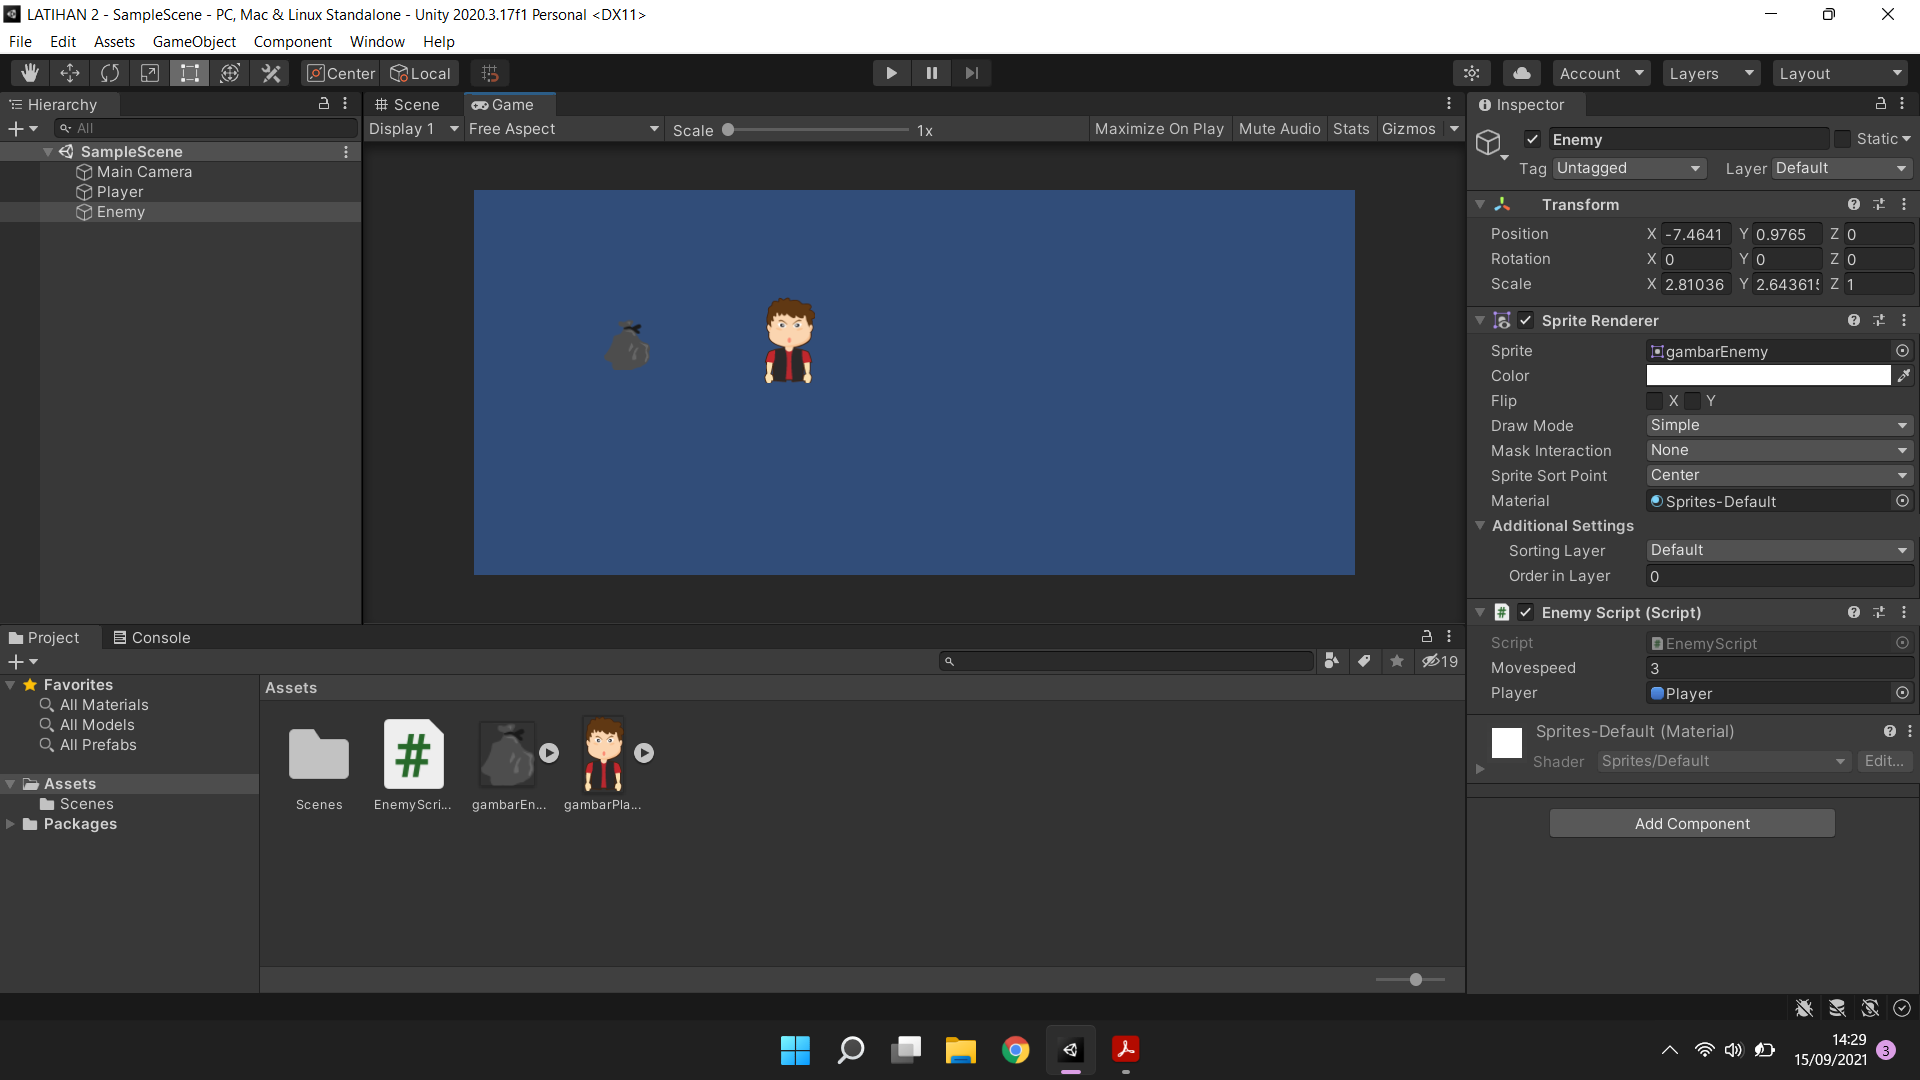 LATIHAN 2 - SampleScene - PC, Mac & Linux Standalone - Unity 2020.3.17f1 Personal <DX11>
File Edit Assets GameObject Component Window Help
Center Local Account Layers Layout
Hierarchy
All
SampleScene
Main Camera
Player
Enemy
Scene Game
Display 1 Free Aspect Scale 1x Maximize On Play Mute Audio Stats Gizmos
Inspector
Enemy Static
Tag Untagged Layer Default
Transform
Position X -7.4641 Y 0.9765 Z 0
Rotation X 0 Y 0 Z 0
Scale X 2.81036 Y 2.643615 Z 1
Sprite Renderer
Sprite gambarEnemy
Color
Flip X Y
Draw Mode Simple
Mask Interaction None
Sprite Sort Point Center
Material Sprites-Default
Additional Settings
Sorting Layer Default
Order in Layer 0
# Enemy Script (Script)
Script EnemyScript
Movespeed 3
Player Player
Sprites-Default (Material)
Shader Sprites/Default Edit...
Add Component
Project Console
19
Favorites
All Materials
All Models
All Prefabs
Assets
Scenes
Packages
Assets
#
Scenes EnemyScri... gambarEn... gambarPla...
14:29
15/09/2021 3